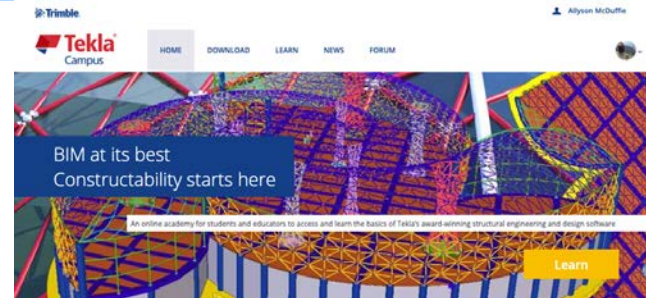 Trimble
Allyson McDuffie
Tekla
Campus
HOME DOWNLOAD LEARN NEWS FORUM
BIM at its best
Constructability starts here
An online academy for students and educators to access and learn the basics of Tekla's award-winning structural engineering and design software
Learn